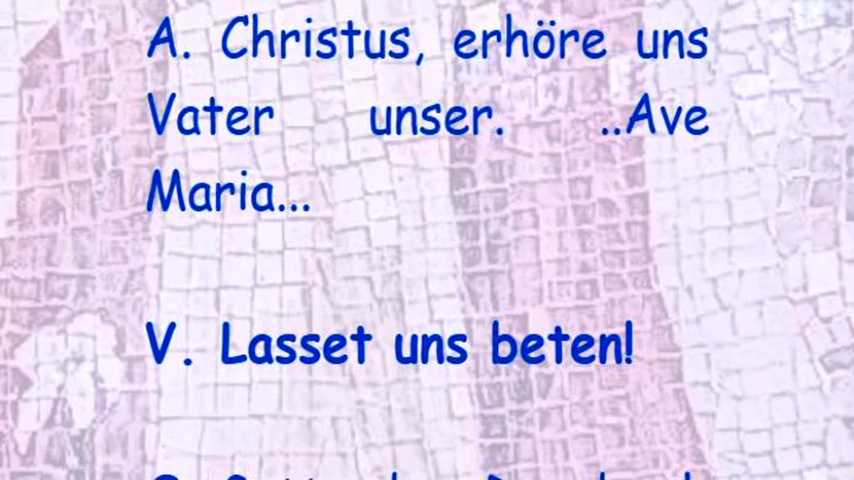 A. Christus, erhöre uns
Vater unser. ..Ave
Maria...
V. Lasset uns beten!